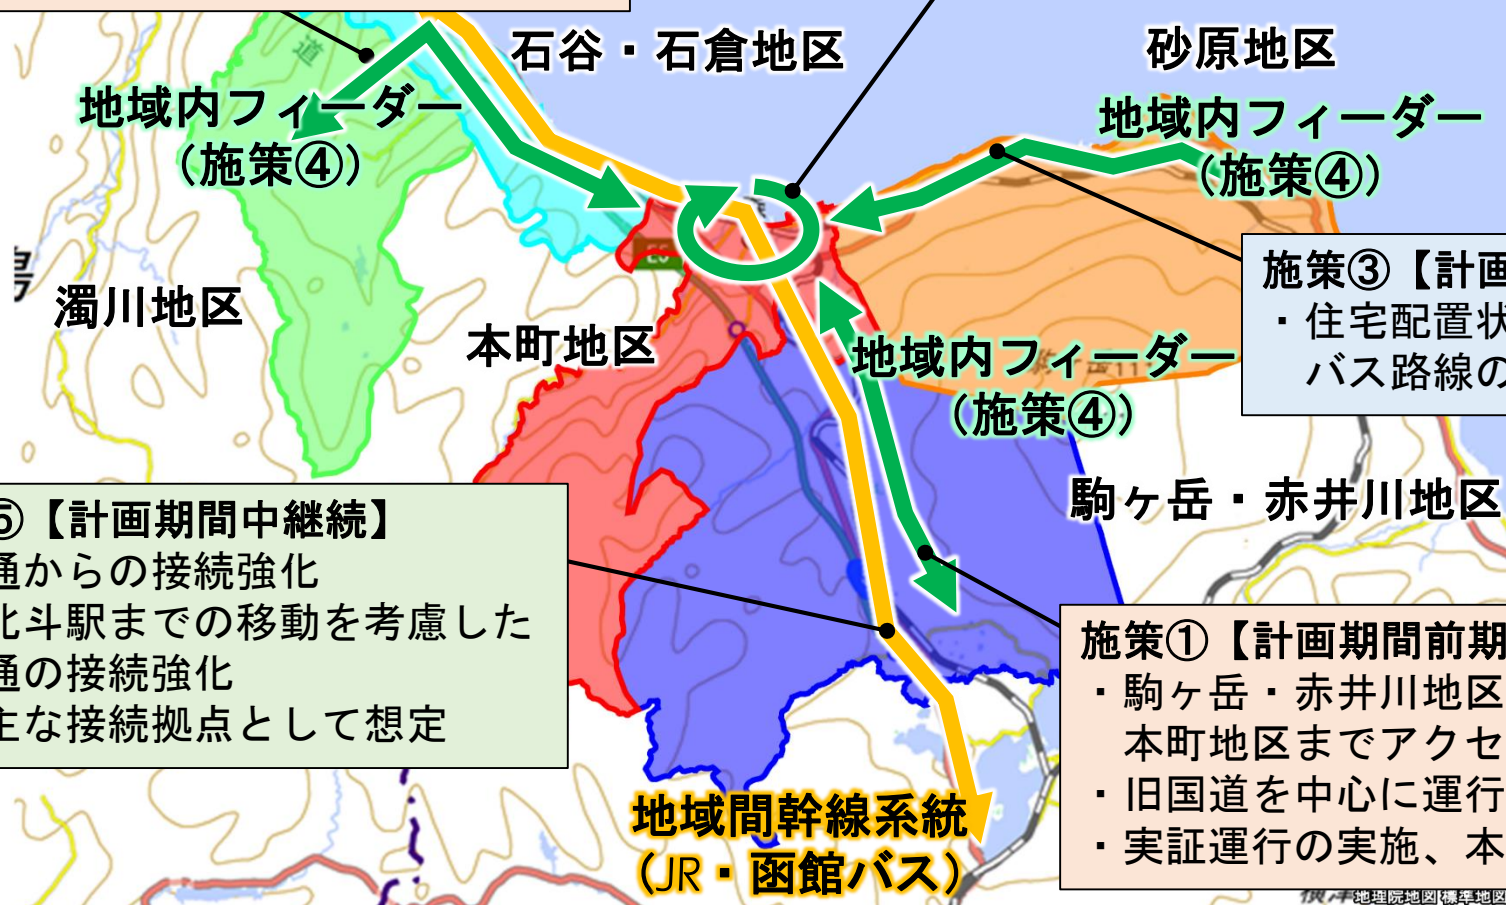 石谷・石倉地区
砂原地区
道
地域内フィーダー
(施策④)
地域内フィーダー
(施策④)
濁川地区
本町地区
施策③【計画
・住宅配置状
バス路線の
地域内フィーダー
(施策④)
駒ヶ岳・赤井川地区
⑤【計画期間中継続】
通からの接続強化
北斗駅までの移動を考慮した
通の接続強化
主な接続拠点として想定
施策①【計画期間前期
・駒ヶ岳・赤井川地区
本町地区までアクセ
・旧国道を中心に運行
・実証運行の実施、本
地域間幹線系統
(JR・函館バス)
地理院地図
標準地図